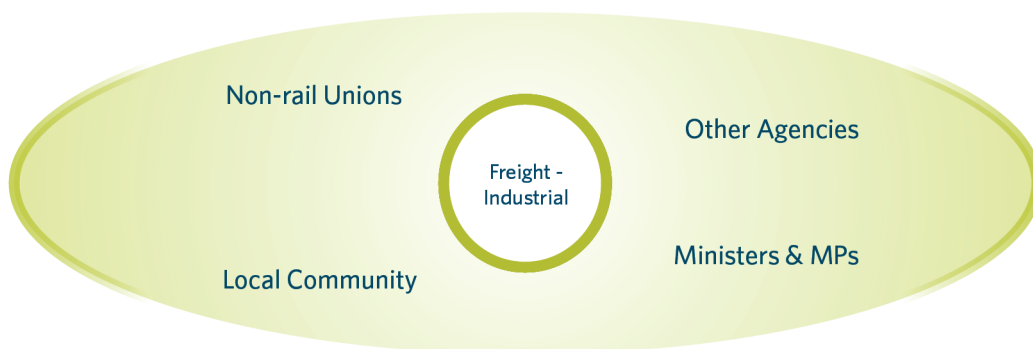 Non-rail Unions
Other Agencies
Freight -
Industrial
Ministers & MPs
Local Community